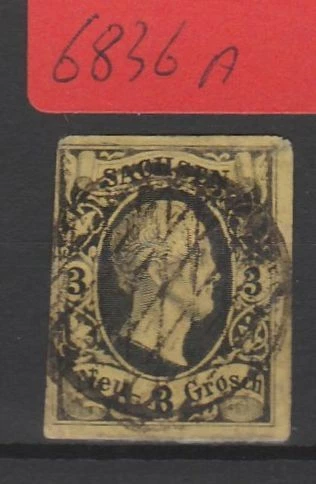 6836 A
SACHSEN
3 3
Neu- 3 Grosch